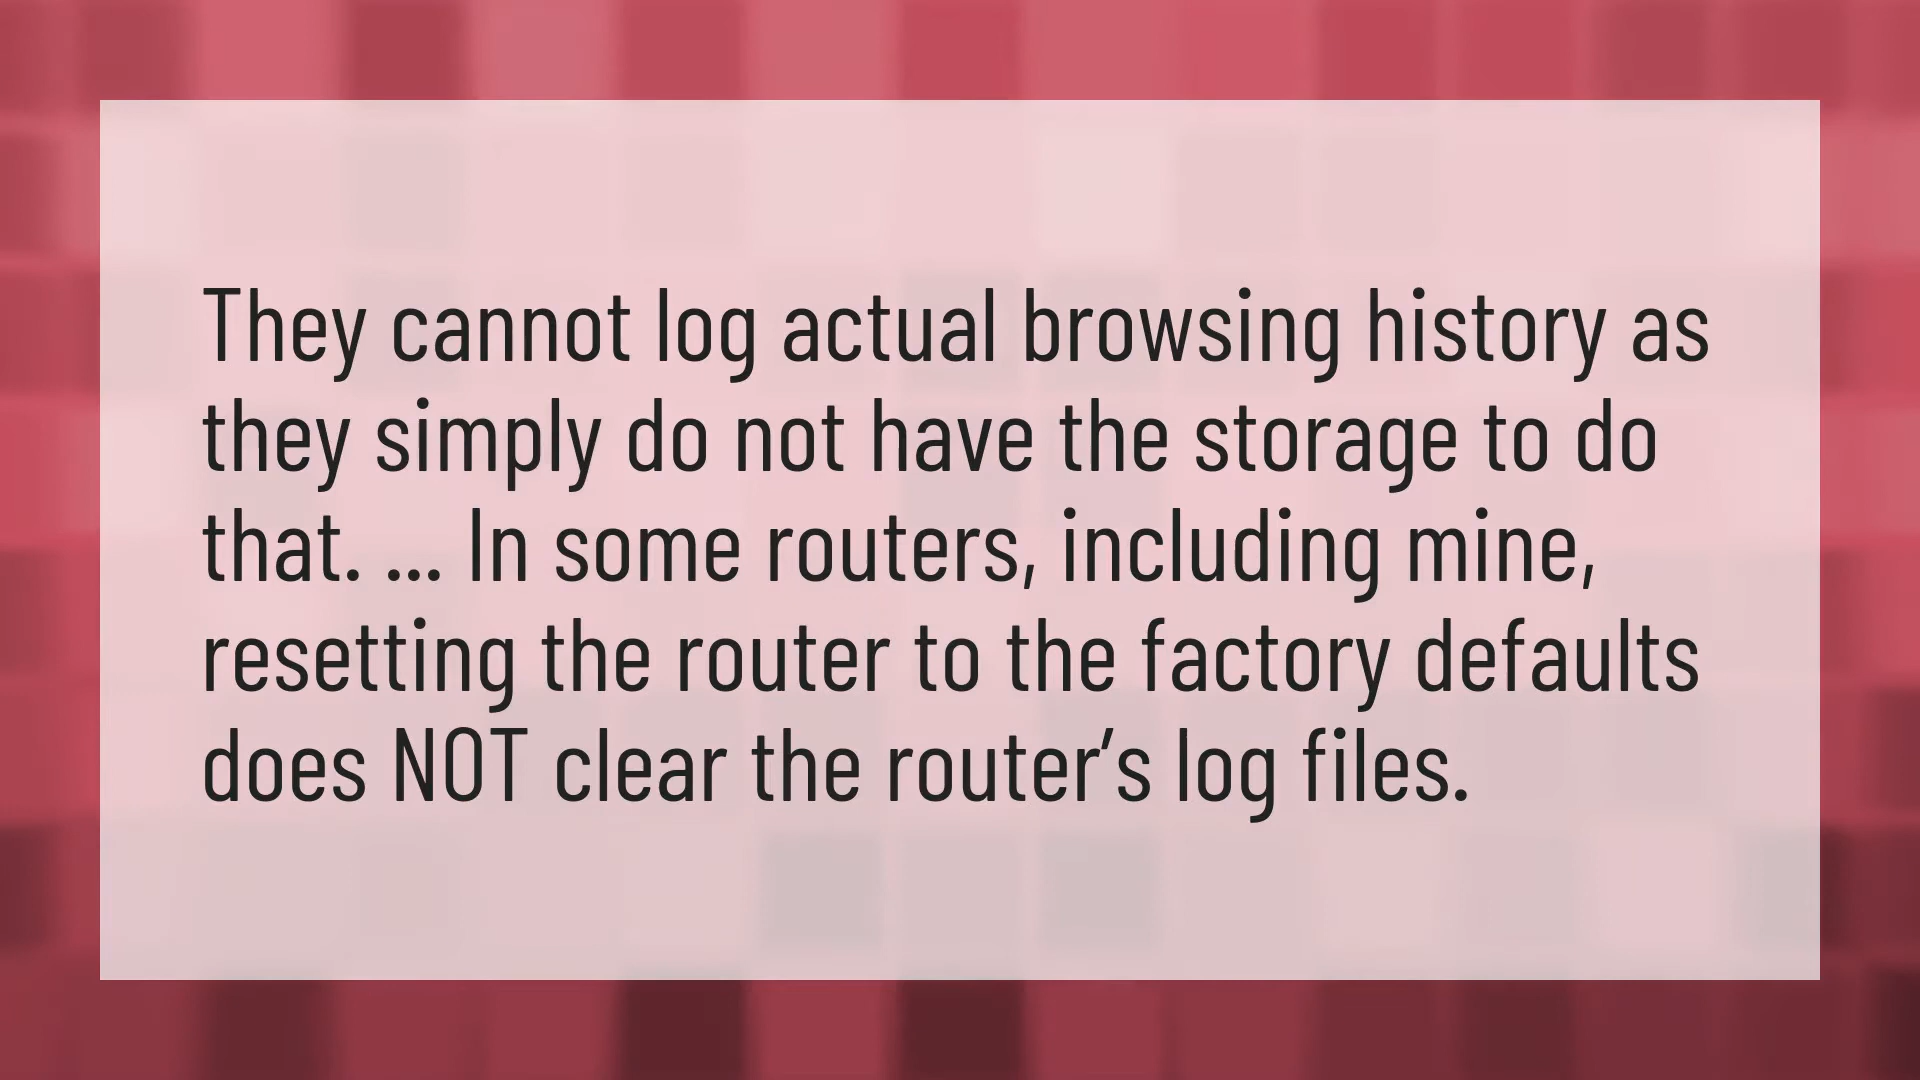 They cannot log actual browsing history as
they simply do not have the storage to do
that. ... In some routers, including mine,
resetting the router to the factory defaults
does NOT clear the router’s log files.